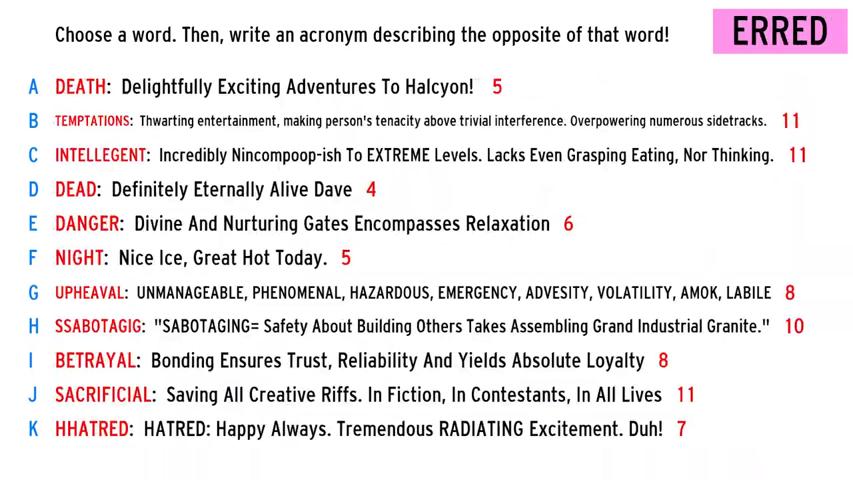 Choose a word. Then, write an acronym describing the opposite of that word!
ERRED
A DEATH: Delightfully Exciting Adventures To Halcyon! 5
B TEMPTATIONS: Thwarting entertainment, making person's tenacity above trivial interference. Overpowering numerous sidetracks. 11
C INTELLEGENT: Incredibly Nincompoop-ish To EXTREME Levels. Lacks Even Grasping Eating, Nor Thinking. 11
D DEAD: Definitely Eternally Alive Dave 4
E DANGER: Divine And Nurturing Gates Encompasses Relaxation 6
F NIGHT: Nice Ice, Great Hot Today. 5
G UPHEAVAL: UNMANAGEABLE, PHENOMENAL, HAZARDOUS, EMERGENCY, ADVESITY, VOLATILITY, AMOK, LABILE 8
H SSABOTAGIG: "SABOTAGING= Safety About Building Others Takes Assembling Grand Industrial Granite." 10
I BETRAYAL: Bonding Ensures Trust, Reliability And Yields Absolute Loyalty 8
J SACRIFICIAL: Saving All Creative Riffs. In Fiction, In Contestants, In All Lives 11
K HHATRED: HATRED: Happy Always. Tremendous RADIATING Excitement. Duh! 7